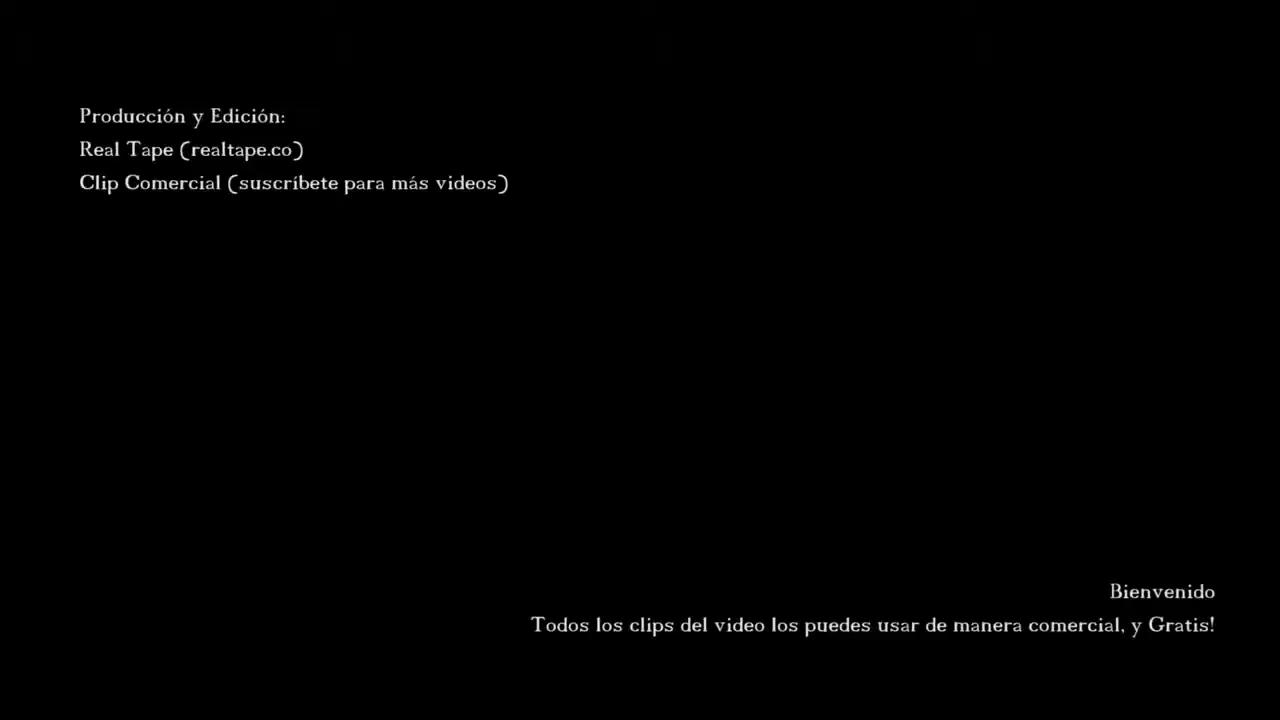 Producción y Edición:
Real Tape (realtape.co)
Clip Comercial (suscríbete para más videos)
Bienvenido
Todos los clips del video los puedes usar de manera comercial, y Gratis!